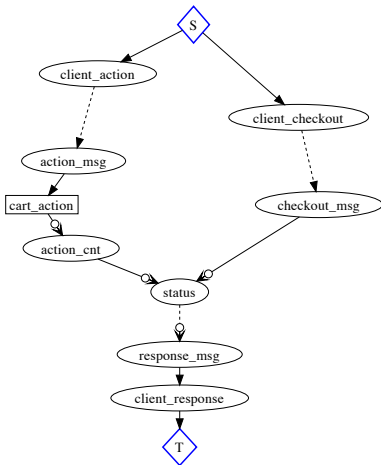 S
client_action
client_checkout
action_msg
cart_action
checkout_msg
action_cnt
status
response_msg
client_response
T